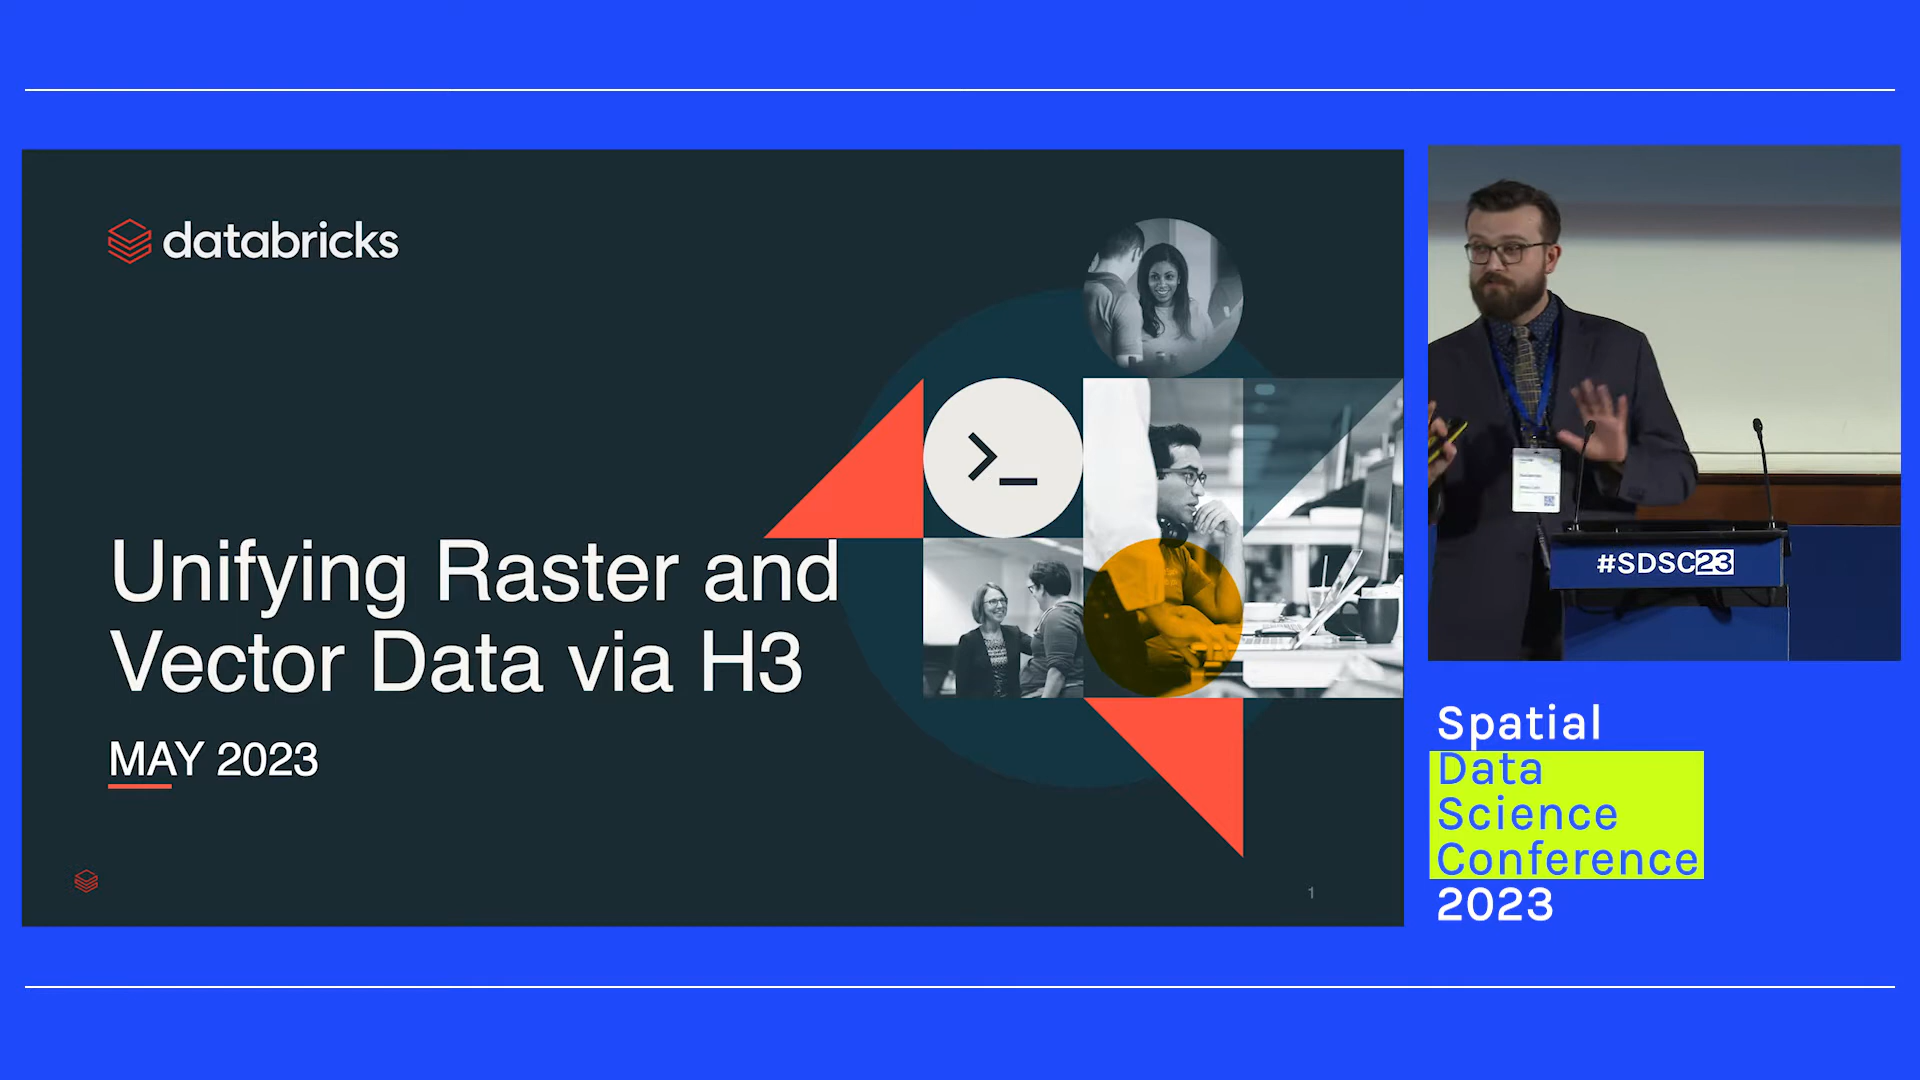 databricks
>_
Unifying Raster and
Vector Data via H3
MAY 2023
1
#SDSC23
Spatial
Data
Science
Conference
2023